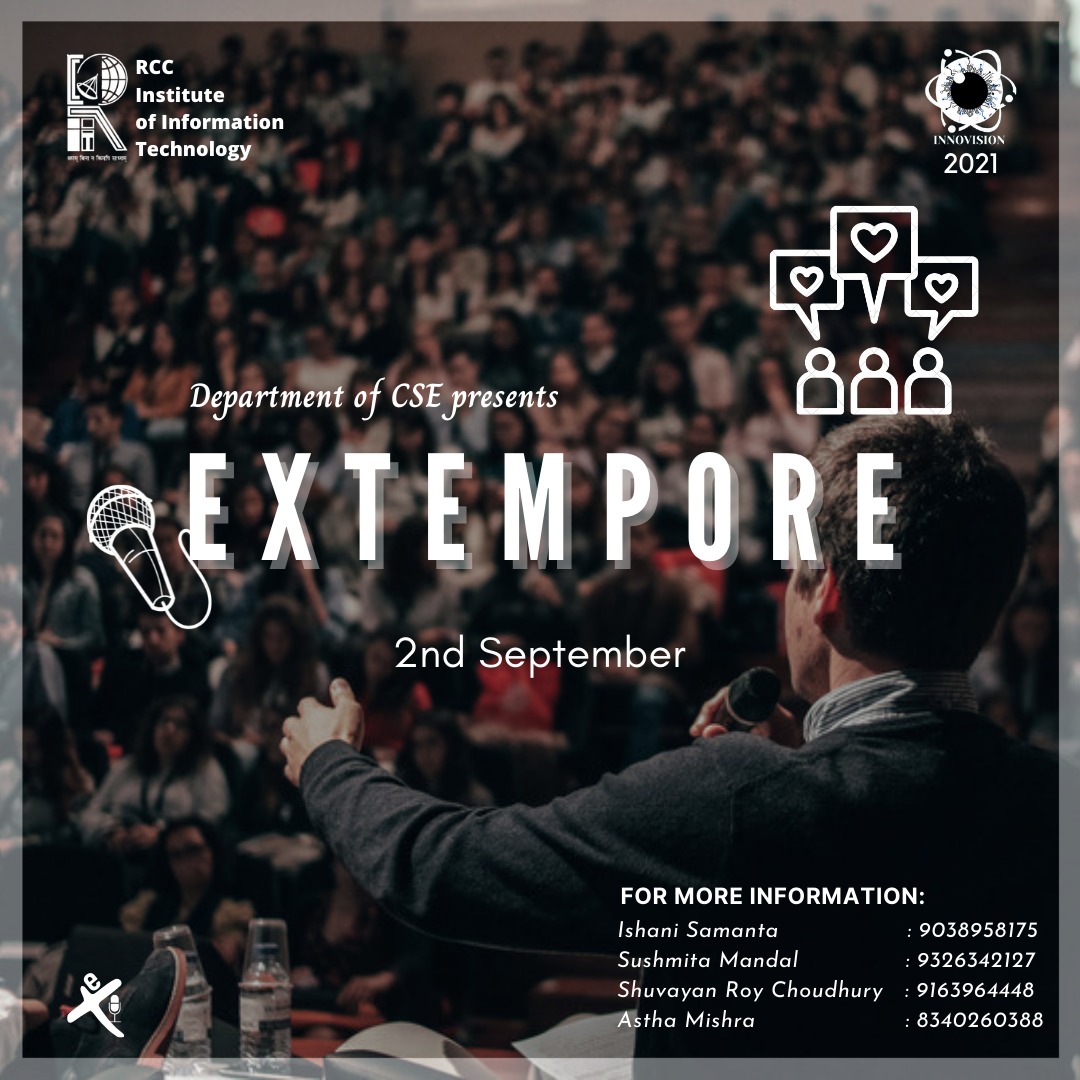 RCC
Institute
of Information
Technology
INNOVISION
2021
Department of CSE presents
EXTEMPORE
2nd September
FOR MORE INFORMATION:
Ishani Samanta : 9038958175
Sushmita Mandal : 9326342127
Shuvayan Roy Choudhury : 9163964448
Astha Mishra : 8340260388